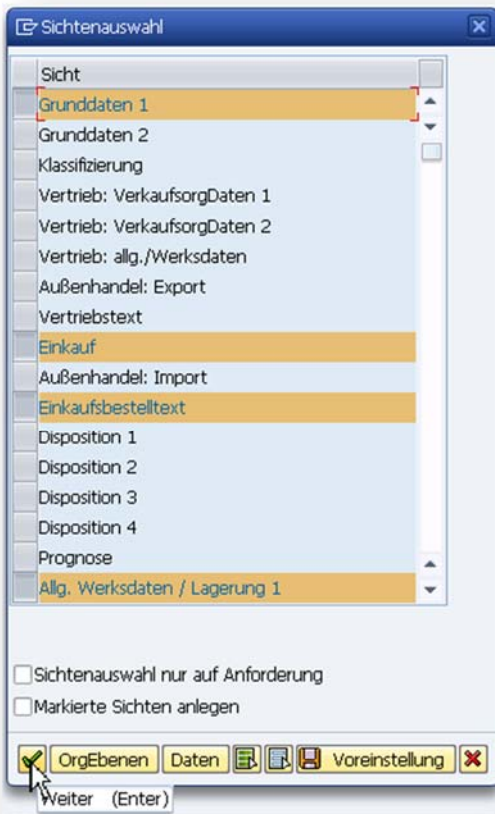 Sichtenauswahl
Sicht
Grunddaten 1
Grunddaten 2
Klassifizierung
Vertrieb: VerkaufsorgDaten 1
Vertrieb: VerkaufsorgDaten 2
Vertrieb: allg./Werksdaten
Außenhandel: Export
Vertriebstext
Einkauf
Außenhandel: Import
Einkaufsbestelltext
Disposition 1
Disposition 2
Disposition 3
Disposition 4
Prognose
Allg. Werksdaten / Lagerung 1
Sichtenauswahl nur auf Anforderung
Markierte Sichten anlegen
OrgEbenen Daten Voreinstellung
Weiter (Enter)